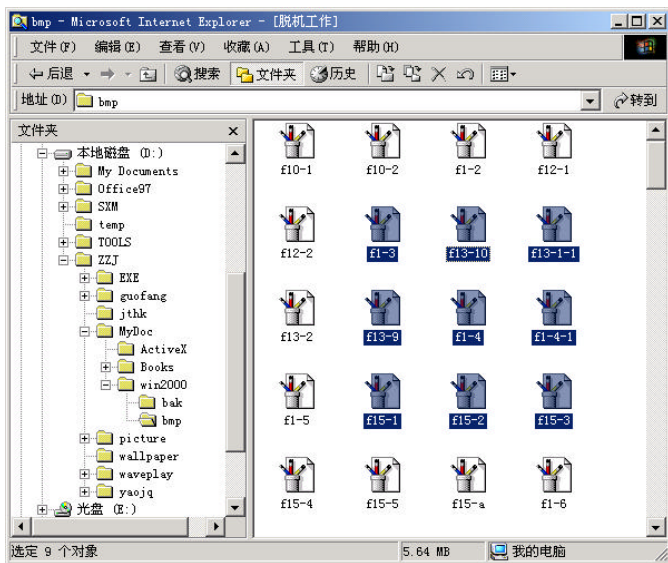 bmp - Microsoft Internet Explorer - [脱机工作]
文件(F) 编辑(E) 查看(V) 收藏(A) 工具(T) 帮助(H)
后退 搜索 文件夹 历史
地址(D) bmp 转到
文件夹
本地磁盘 (D:)
My Documents
Office97
SXM
temp
TOOLS
ZZJ
EXE
guofang
jthk
MyDoc
ActiveX
Books
win2000
bak
bmp
picture
wallpaper
waveplay
yaojq
光盘 (E:)
f10-1 f10-2 f1-2 f12-1
f12-2 f1-3 f13-10 f13-1-1
f13-2 f13-9 f1-4 f1-4-1
f1-5 f15-1 f15-2 f15-3
f15-4 f15-5 f15-a f1-6
选定 9 个对象 5.64 MB 我的电脑